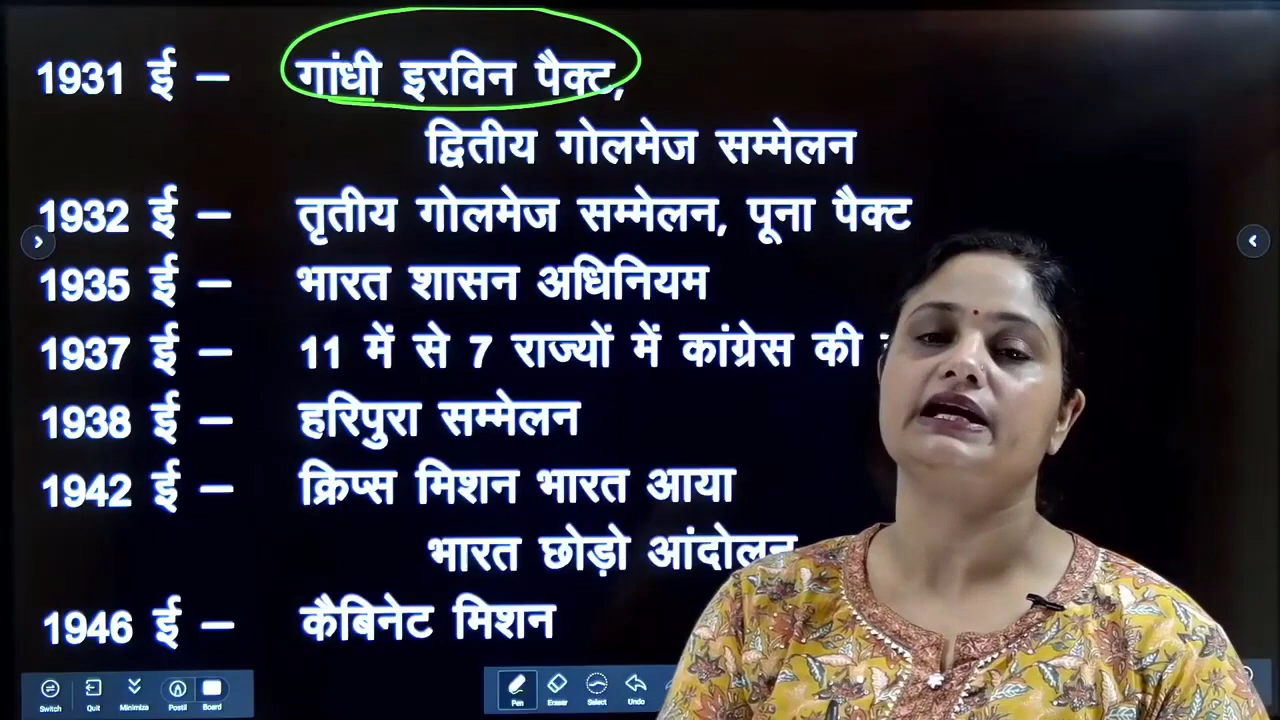 1931 ई – गांधी इरविन पैक्ट,
द्वितीय गोलमेज सम्मेलन
1932 ई – तृतीय गोलमेज सम्मेलन, पूना पैक्ट
1935 ई – भारत शासन अधिनियम
1937 ई – 11 में से 7 राज्यों में कांग्रेस की
1938 ई – हरिपुरा सम्मेलन
1942 ई – क्रिप्स मिशन भारत आया
भारत छोड़ो आंदोलन
1946 ई – कैबिनेट मिशन
Switch Quit Minimize Postil Board Pen Eraser Select Undo